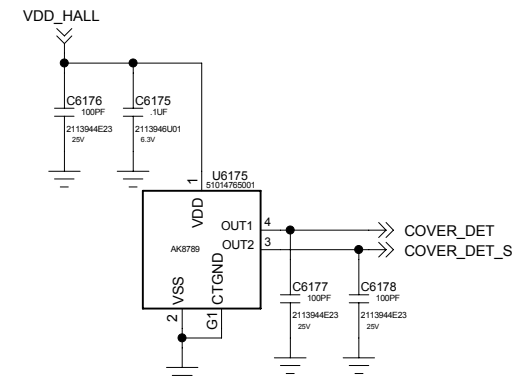 VDD_HALL
C6176
100PF
2113944E23
25V
C6175
.1UF
2113946U01
6.3V
U6175
51014765001
1
VDD
OUT1
4
COVER_DET
OUT2
3
COVER_DET_S
AK8789
VSS
CTGND
2
G1
C6177
100PF
2113944E23
25V
C6178
100PF
2113944E23
25V